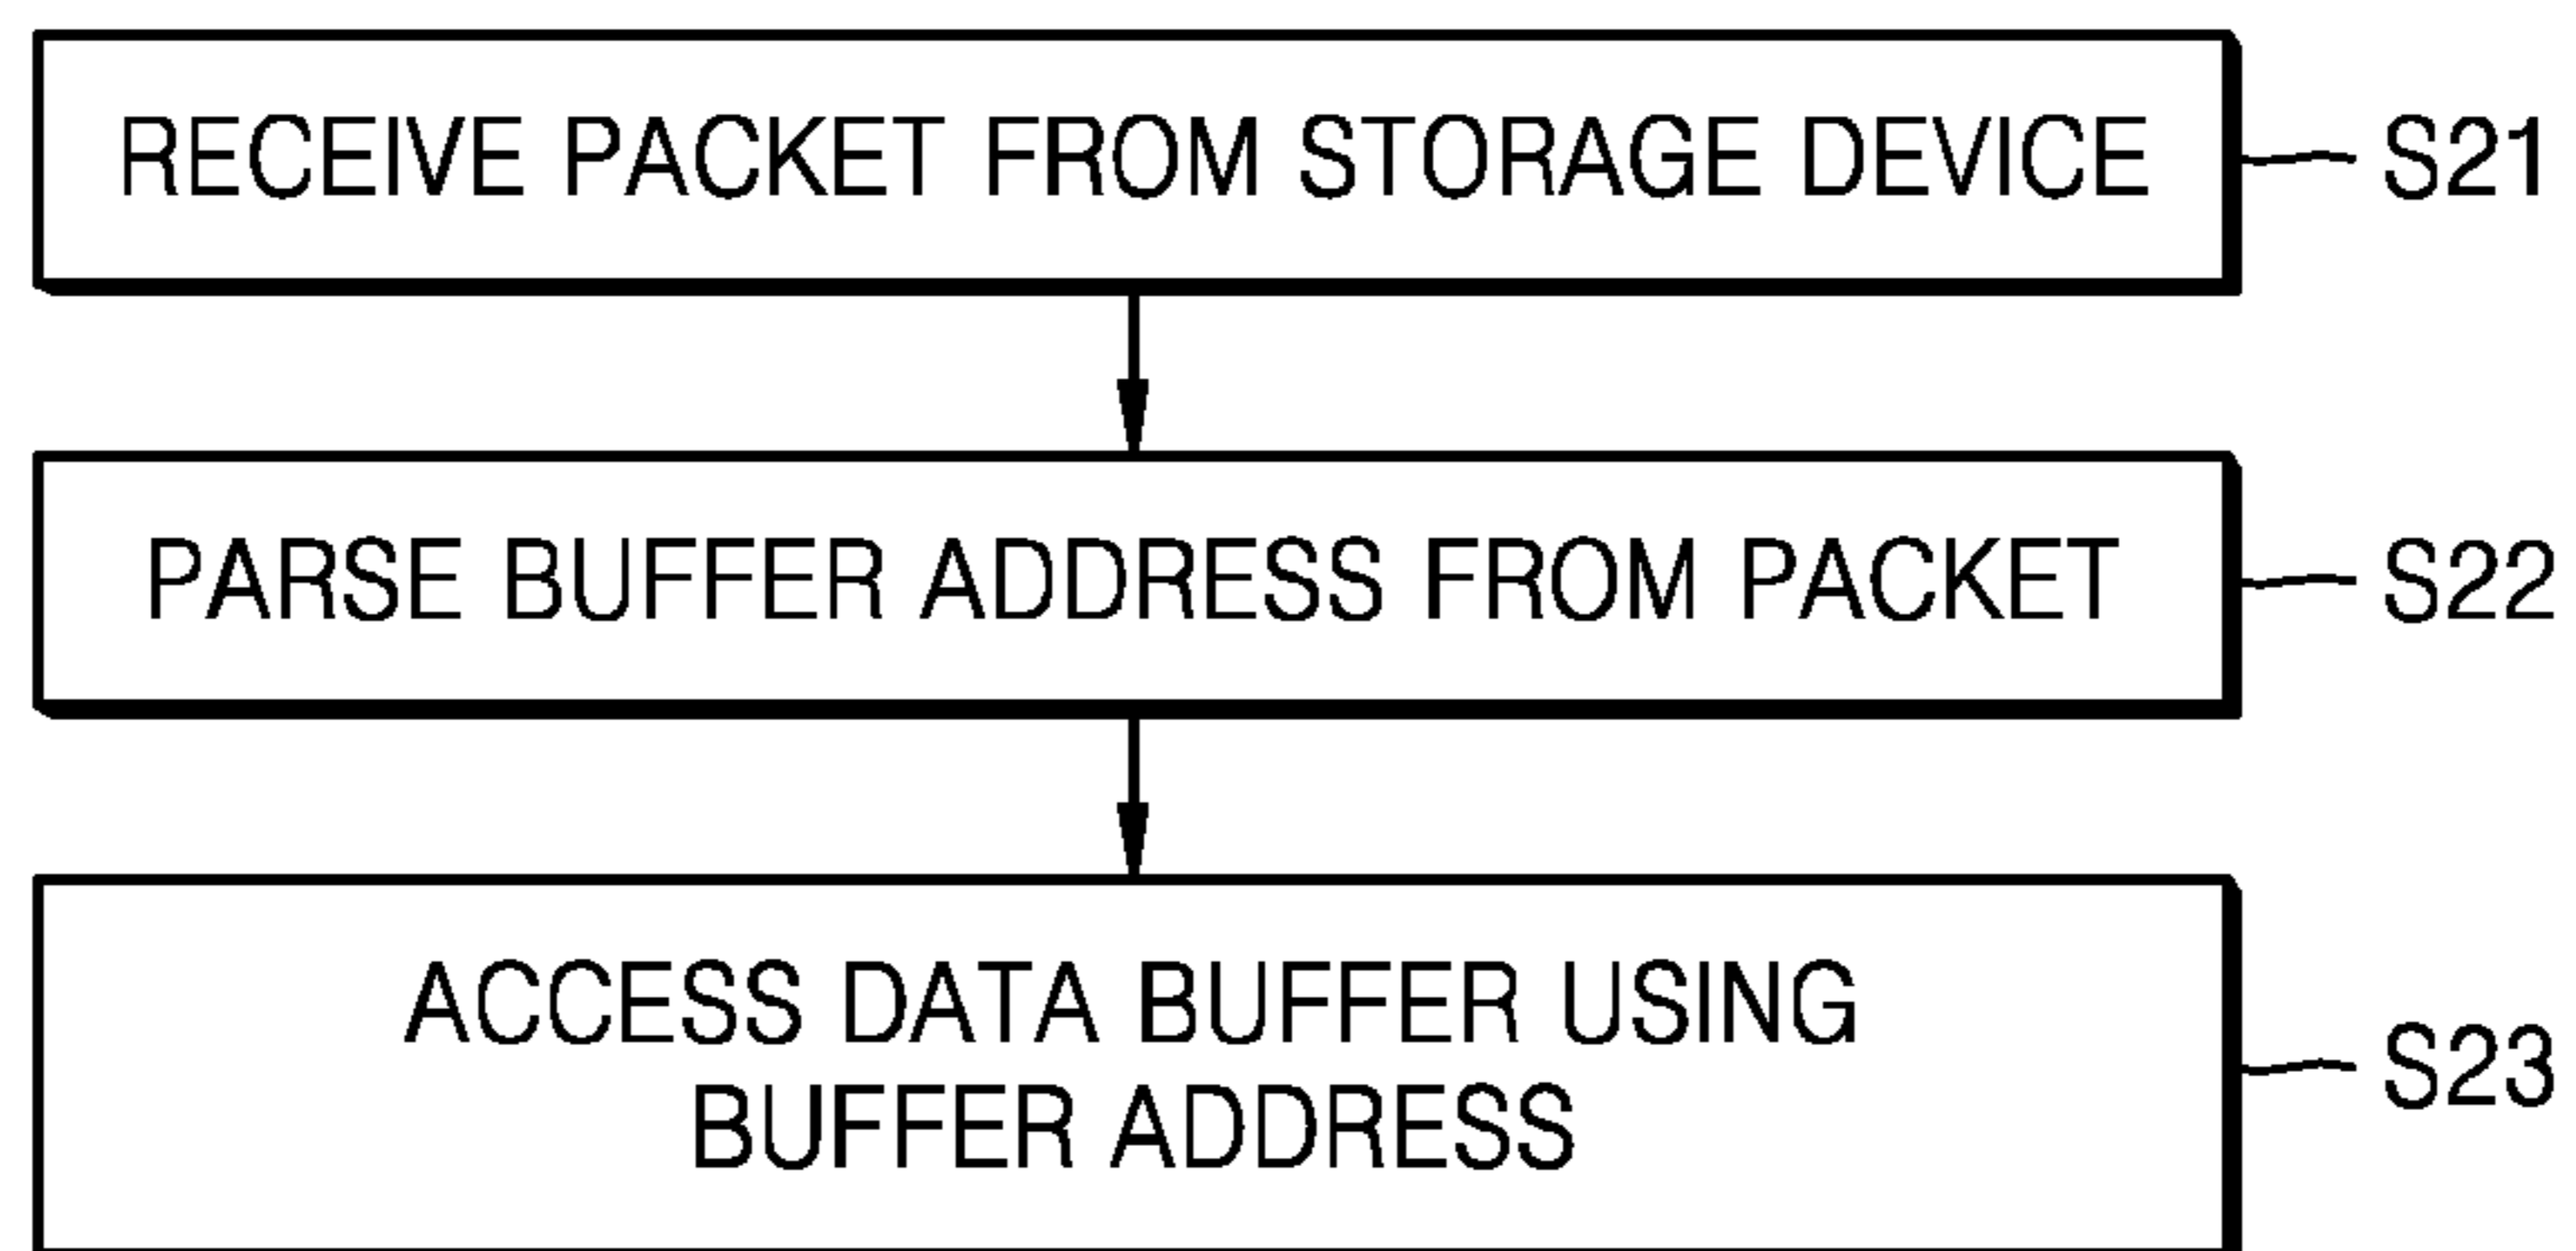 RECEIVE PACKET FROM STORAGE DEVICE S21
PARSE BUFFER ADDRESS FROM PACKET S22
ACCESS DATA BUFFER USING
BUFFER ADDRESS
S23